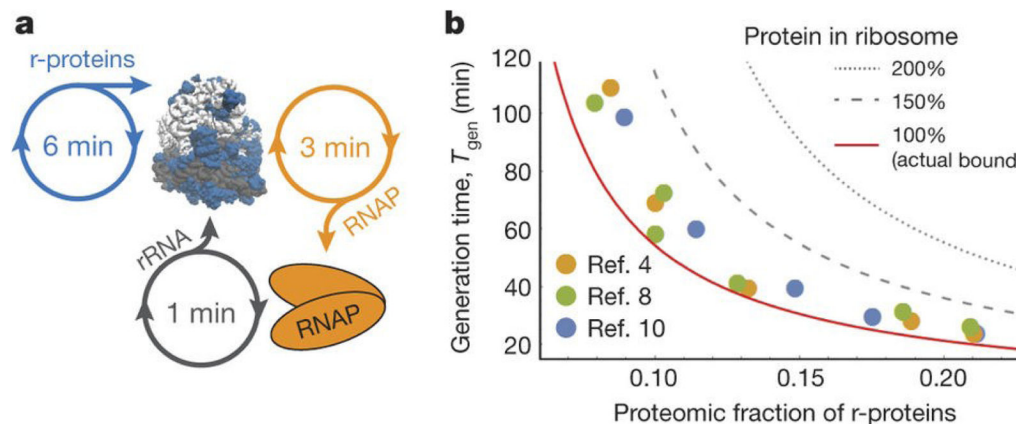 a
r-proteins
6 min
3 min
RNAP
rRNA
1 min
RNAP
b
Generation time, Tgen (min)
120
100
80
60
40
20
Protein in ribosome
200%
150%
100%
(actual bound
Ref. 4
Ref. 8
Ref. 10
0.10
0.15
0.20
Proteomic fraction of r-proteins